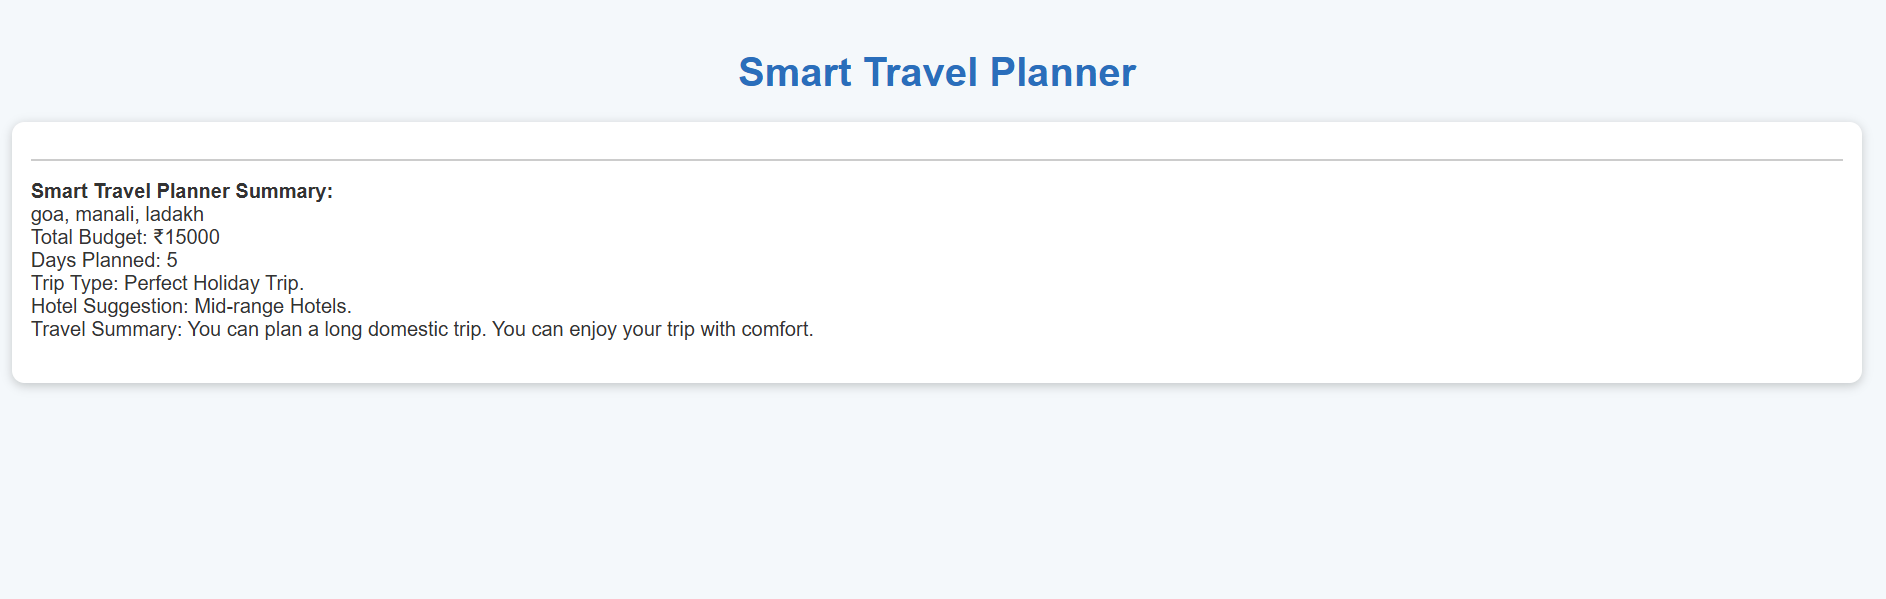 Smart Travel Planner
Smart Travel Planner Summary:
goa, manali, ladakh
Total Budget: ₹15000
Days Planned: 5
Trip Type: Perfect Holiday Trip.
Hotel Suggestion: Mid-range Hotels.
Travel Summary: You can plan a long domestic trip. You can enjoy your trip with comfort.